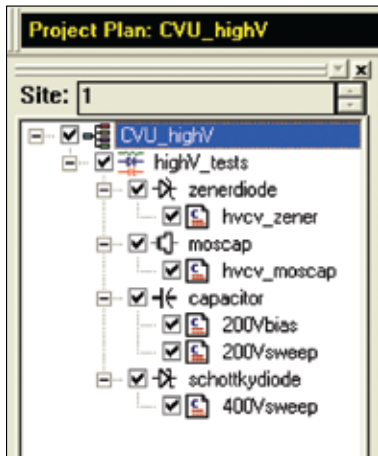 Project Plan: CVU_highV
Site: 1
CVU_highV
highV_tests
zenerdiode
hvcv_zener
moscap
hvcv_moscap
capacitor
200Vbias
200Vsweep
schottkydiode
400Vsweep